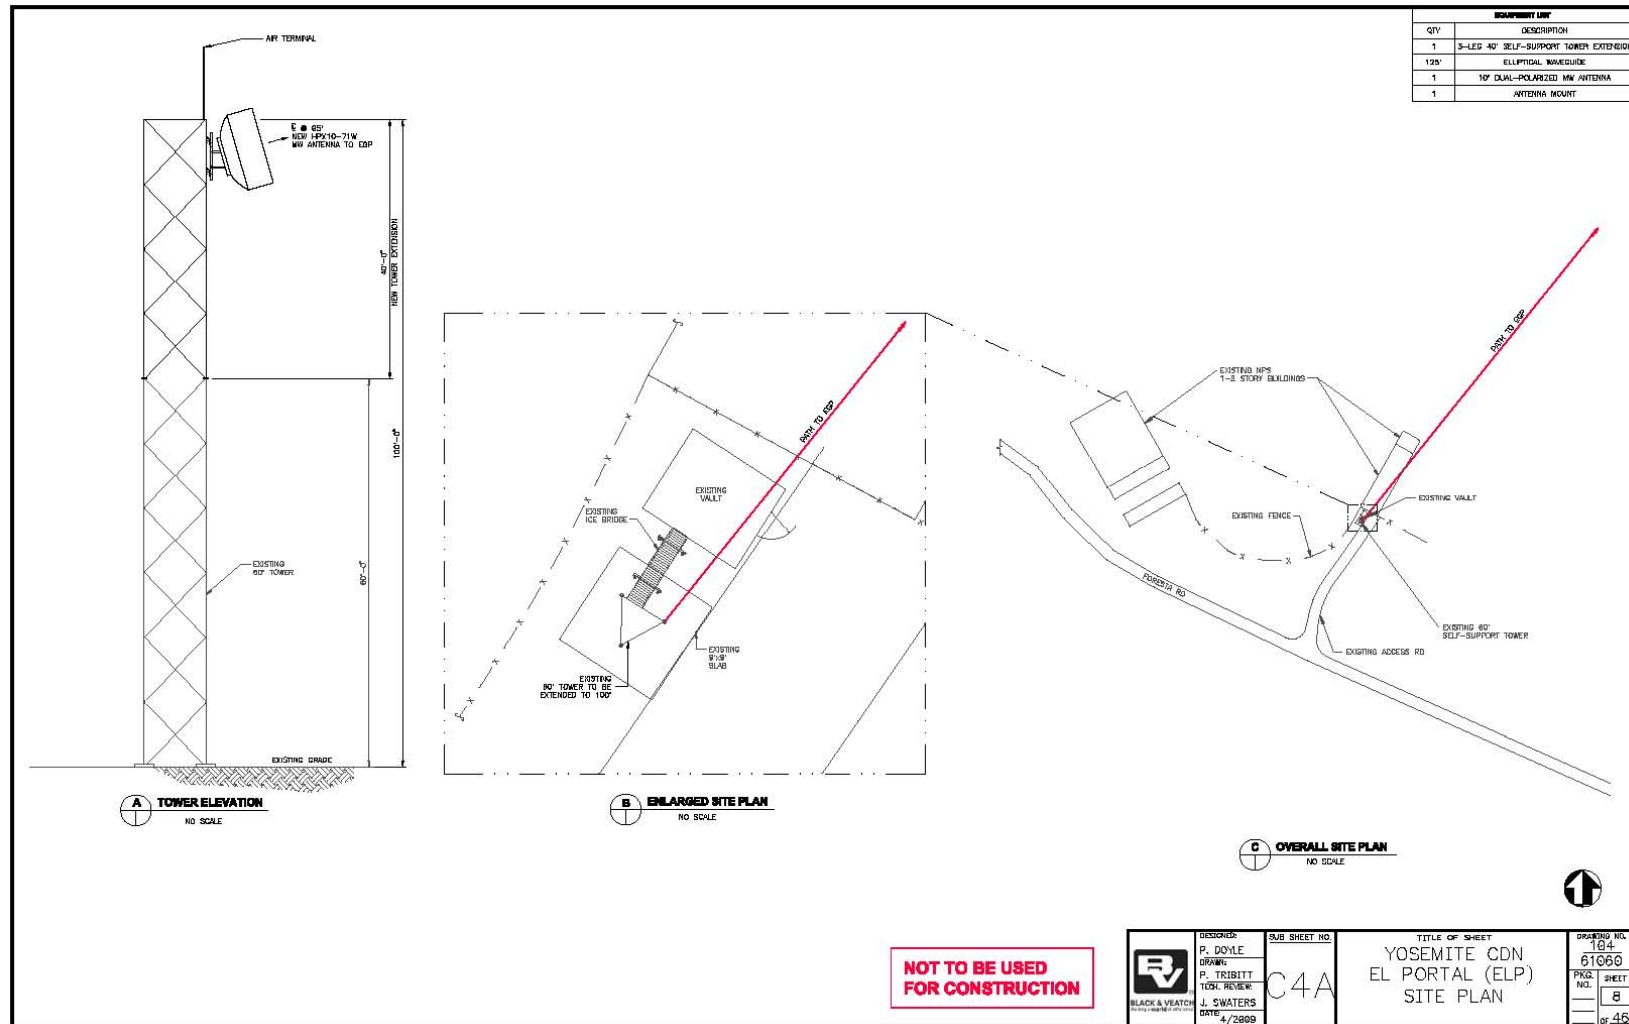 EQUIPMENT LIST
QTY DESCRIPTION
1 3-LEG 40' SELF-SUPPORT TOWER EXTENSION
125' ELLIPTICAL WAVEGUIDE
1 10' DUAL-POLARIZED MW ANTENNA
1 ANTENNA MOUNT
AIR TERMINAL
℄ @ 95'
NEW HPX10-71W
MW ANTENNA TO EGP
40'-0"
NEW TOWER EXTENSION
100'-0"
60'-0"
EXISTING
60' TOWER
EXISTING GRADE
A TOWER ELEVATION
NO SCALE
PATH TO EGP
EXISTING
VAULT
EXISTING
ICE BRIDGE
EXISTING
9'x9'
SLAB
EXISTING
60' TOWER TO BE
EXTENDED TO 100'
B ENLARGED SITE PLAN
NO SCALE
PATH TO EGP
EXISTING NPS
1-2 STORY BUILDINGS
EXISTING VAULT
EXISTING FENCE
FORESTA RD
EXISTING 60'
SELF-SUPPORT TOWER
EXISTING ACCESS RD
C OVERALL SITE PLAN
NO SCALE
NOT TO BE USED
FOR CONSTRUCTION
BV
BLACK & VEATCH
DESIGNED:
P. DOYLE
DRAWN:
P. TRIBITT
TECH. REVIEW:
J. SWATERS
DATE:
4/2009
SUB SHEET NO.
C4A
TITLE OF SHEET
YOSEMITE CDN
EL PORTAL (ELP)
SITE PLAN
DRAWING NO.
104
61060
PKG. NO.
SHEET
8
OF 46